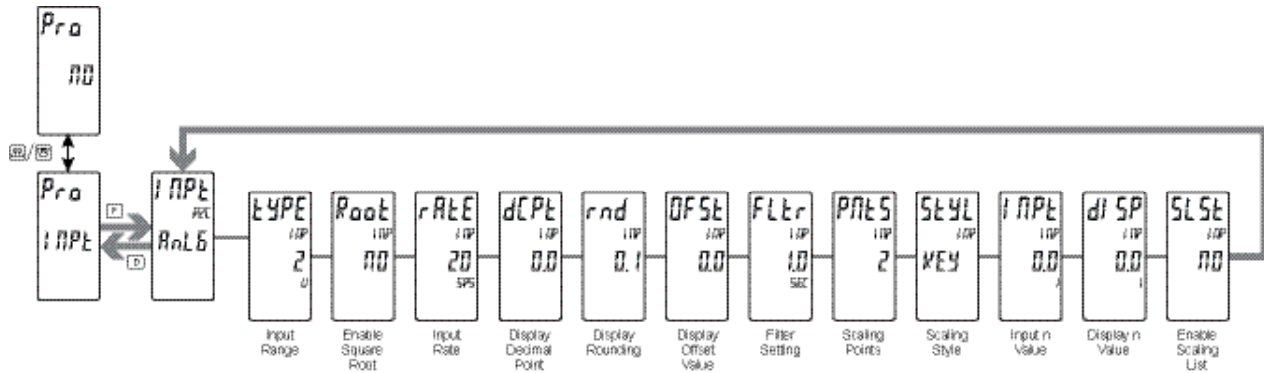 Pro
NO
Pro
INPt
P
D
INPt
ANLG
tYPE
INP
2
V
Root
INP
NO
rAtE
INP
20
SPS
dCPt
INP
0.0
rnd
INP
0.1
OFSt
INP
0.0
FLtr
INP
1.0
SEC
PNtS
INP
2
StYL
INP
KEY
INPt
INP
0.0
dISP
INP
0.0
SLSt
INP
NO
Input
Range
Enable
Square
Root
Input
Rate
Display
Decimal
Point
Display
Rounding
Display
Offset
Value
Filter
Setting
Scaling
Points
Scaling
Style
Input n
Value
Display n
Value
Enable
Scaling
List